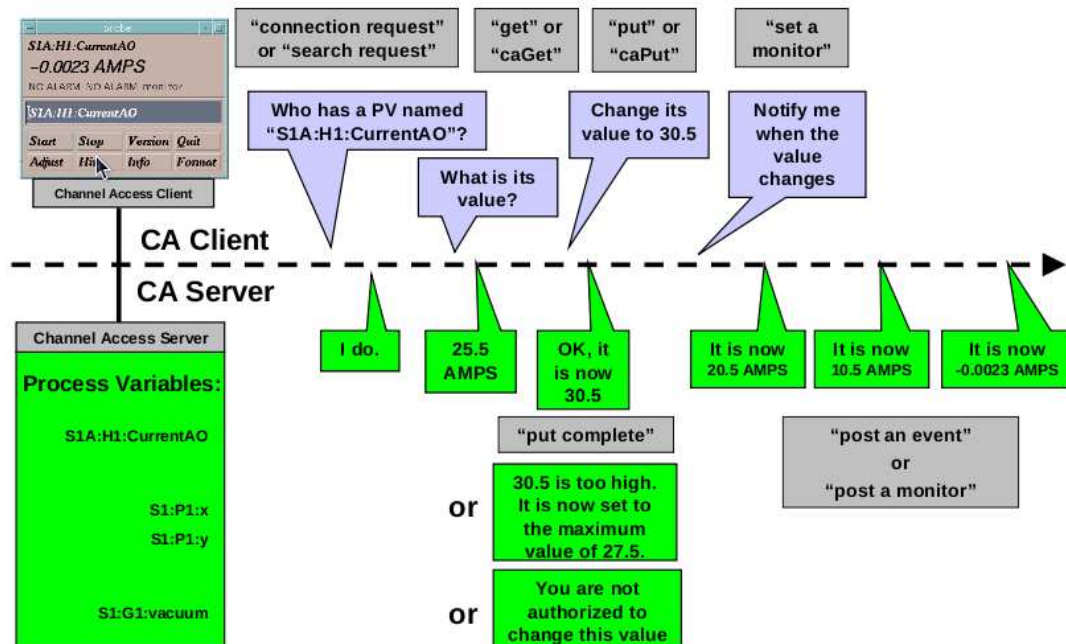 probe
S1A:H1:CurrentAO
-0.0023 AMPS
NO ALARM NO ALARM monitor
S1A:H1:CurrentAO
Start Stop Version Quit
Adjust Info Format
Channel Access Client
“connection request”
or “search request”
“get” or
“caGet”
“put” or
“caPut”
“set a
monitor”
Who has a PV named
“S1A:H1:CurrentAO”?
What is its
value?
Change its
value to 30.5
Notify me
when the
value
changes
CA Client
CA Server
Channel Access Server
Process Variables:
S1A:H1:CurrentAO
S1:P1:x
S1:P1:y
S1:G1:vacuum
I do.
25.5
AMPS
OK, it
is now
30.5
It is now
20.5 AMPS
It is now
10.5 AMPS
It is now
-0.0023 AMPS
“put complete”
or
30.5 is too high.
It is now set to
the maximum
value of 27.5.
or
You are not
authorized to
change this value
“post an event”
or
“post a monitor”